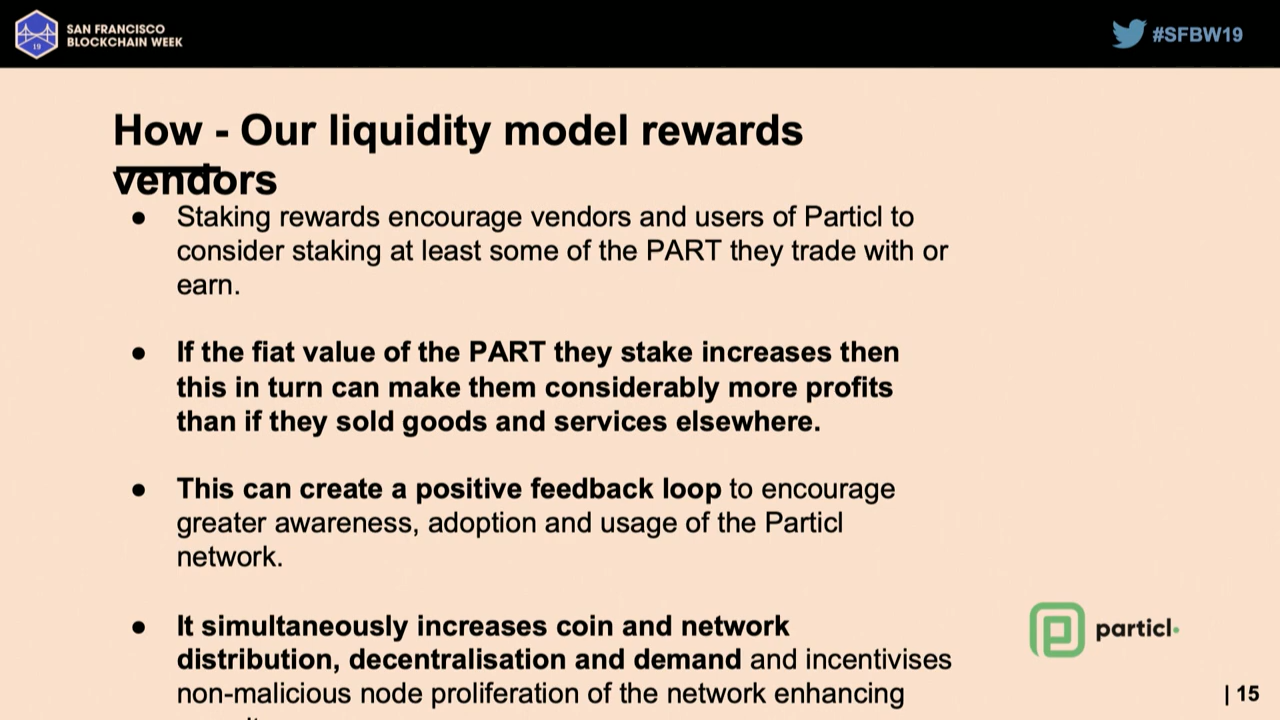 SAN FRANCISCO
BLOCKCHAIN WEEK
19
#SFBW19
How - Our liquidity model rewards
vendors
● Staking rewards encourage vendors and users of Particl to
consider staking at least some of the PART they trade with or
earn.
● If the fiat value of the PART they stake increases then
this in turn can make them considerably more profits
than if they sold goods and services elsewhere.
● This can create a positive feedback loop to encourage
greater awareness, adoption and usage of the Particl
network.
● It simultaneously increases coin and network
distribution, decentralisation and demand and incentivises
non-malicious node proliferation of the network enhancing
particl
| 15